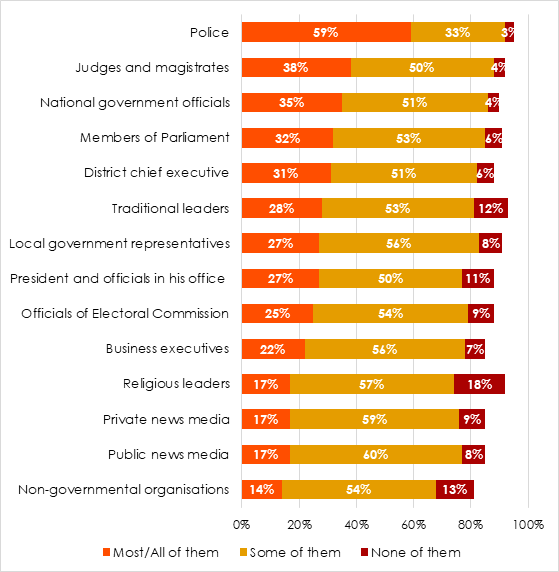 Police 59% 33% 3%
Judges and magistrates 38% 50% 4%
National government officials 35% 51% 4%
Members of Parliament 32% 53% 6%
District chief executive 31% 51% 6%
Traditional leaders 28% 53% 12%
Local government representatives 27% 56% 8%
President and officials in his office 27% 50% 11%
Officials of Electoral Commission 25% 54% 9%
Business executives 22% 56% 7%
Religious leaders 17% 57% 18%
Private news media 17% 59% 9%
Public news media 17% 60% 8%
Non-governmental organisations 14% 54% 13%
0% 20% 40% 60% 80% 100%
Most/All of them Some of them None of them